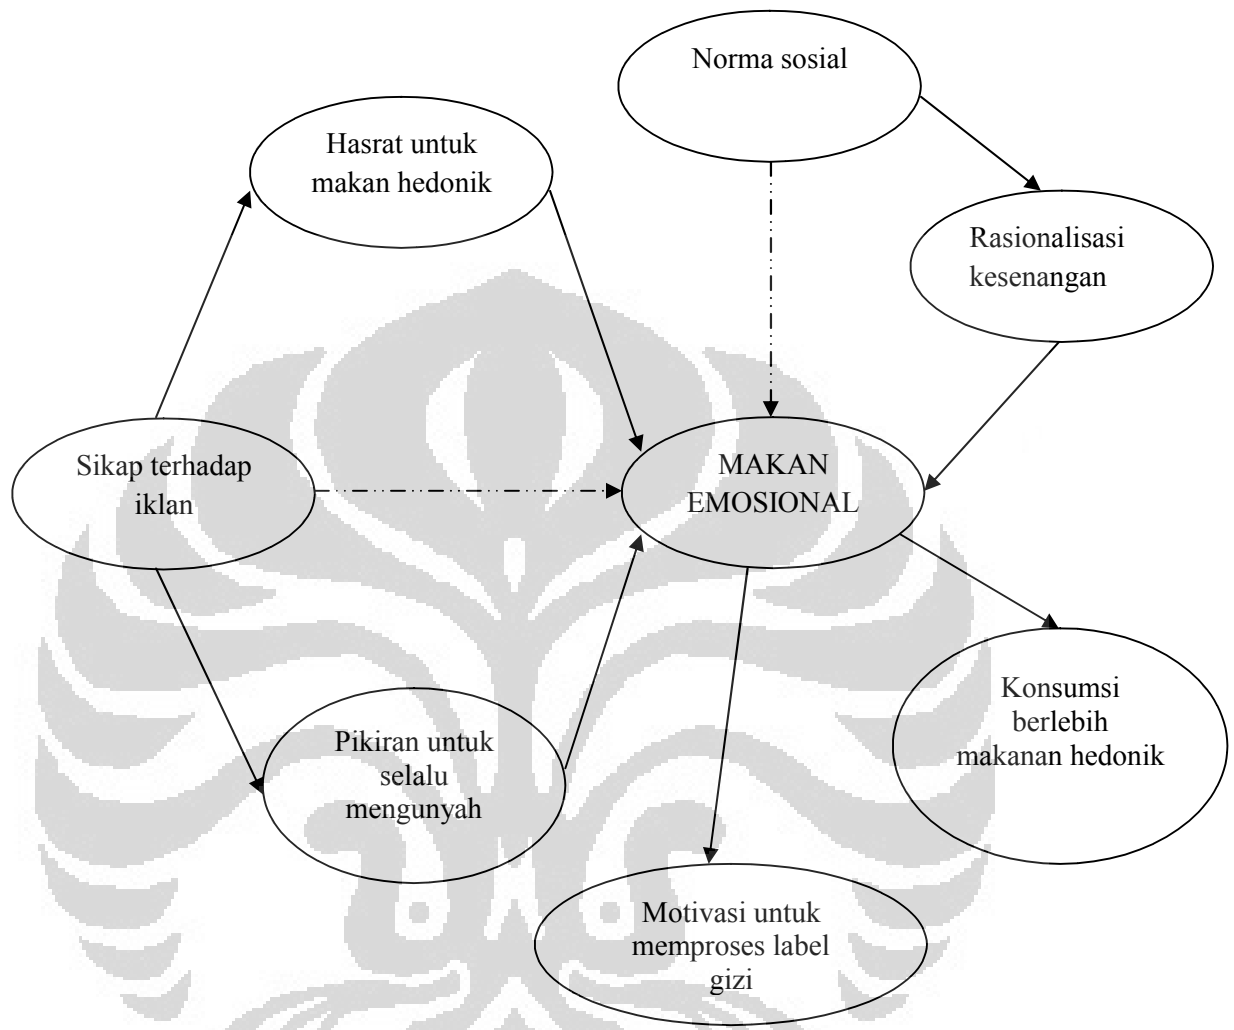 Norma sosial
Hasrat untuk
makan hedonik
Rasionalisasi
kesenangan
Sikap terhadap
iklan
MAKAN
EMOSIONAL
Konsumsi
berlebih
makanan hedonik
Pikiran untuk
selalu
mengunyah
Motivasi untuk
memproses label
gizi